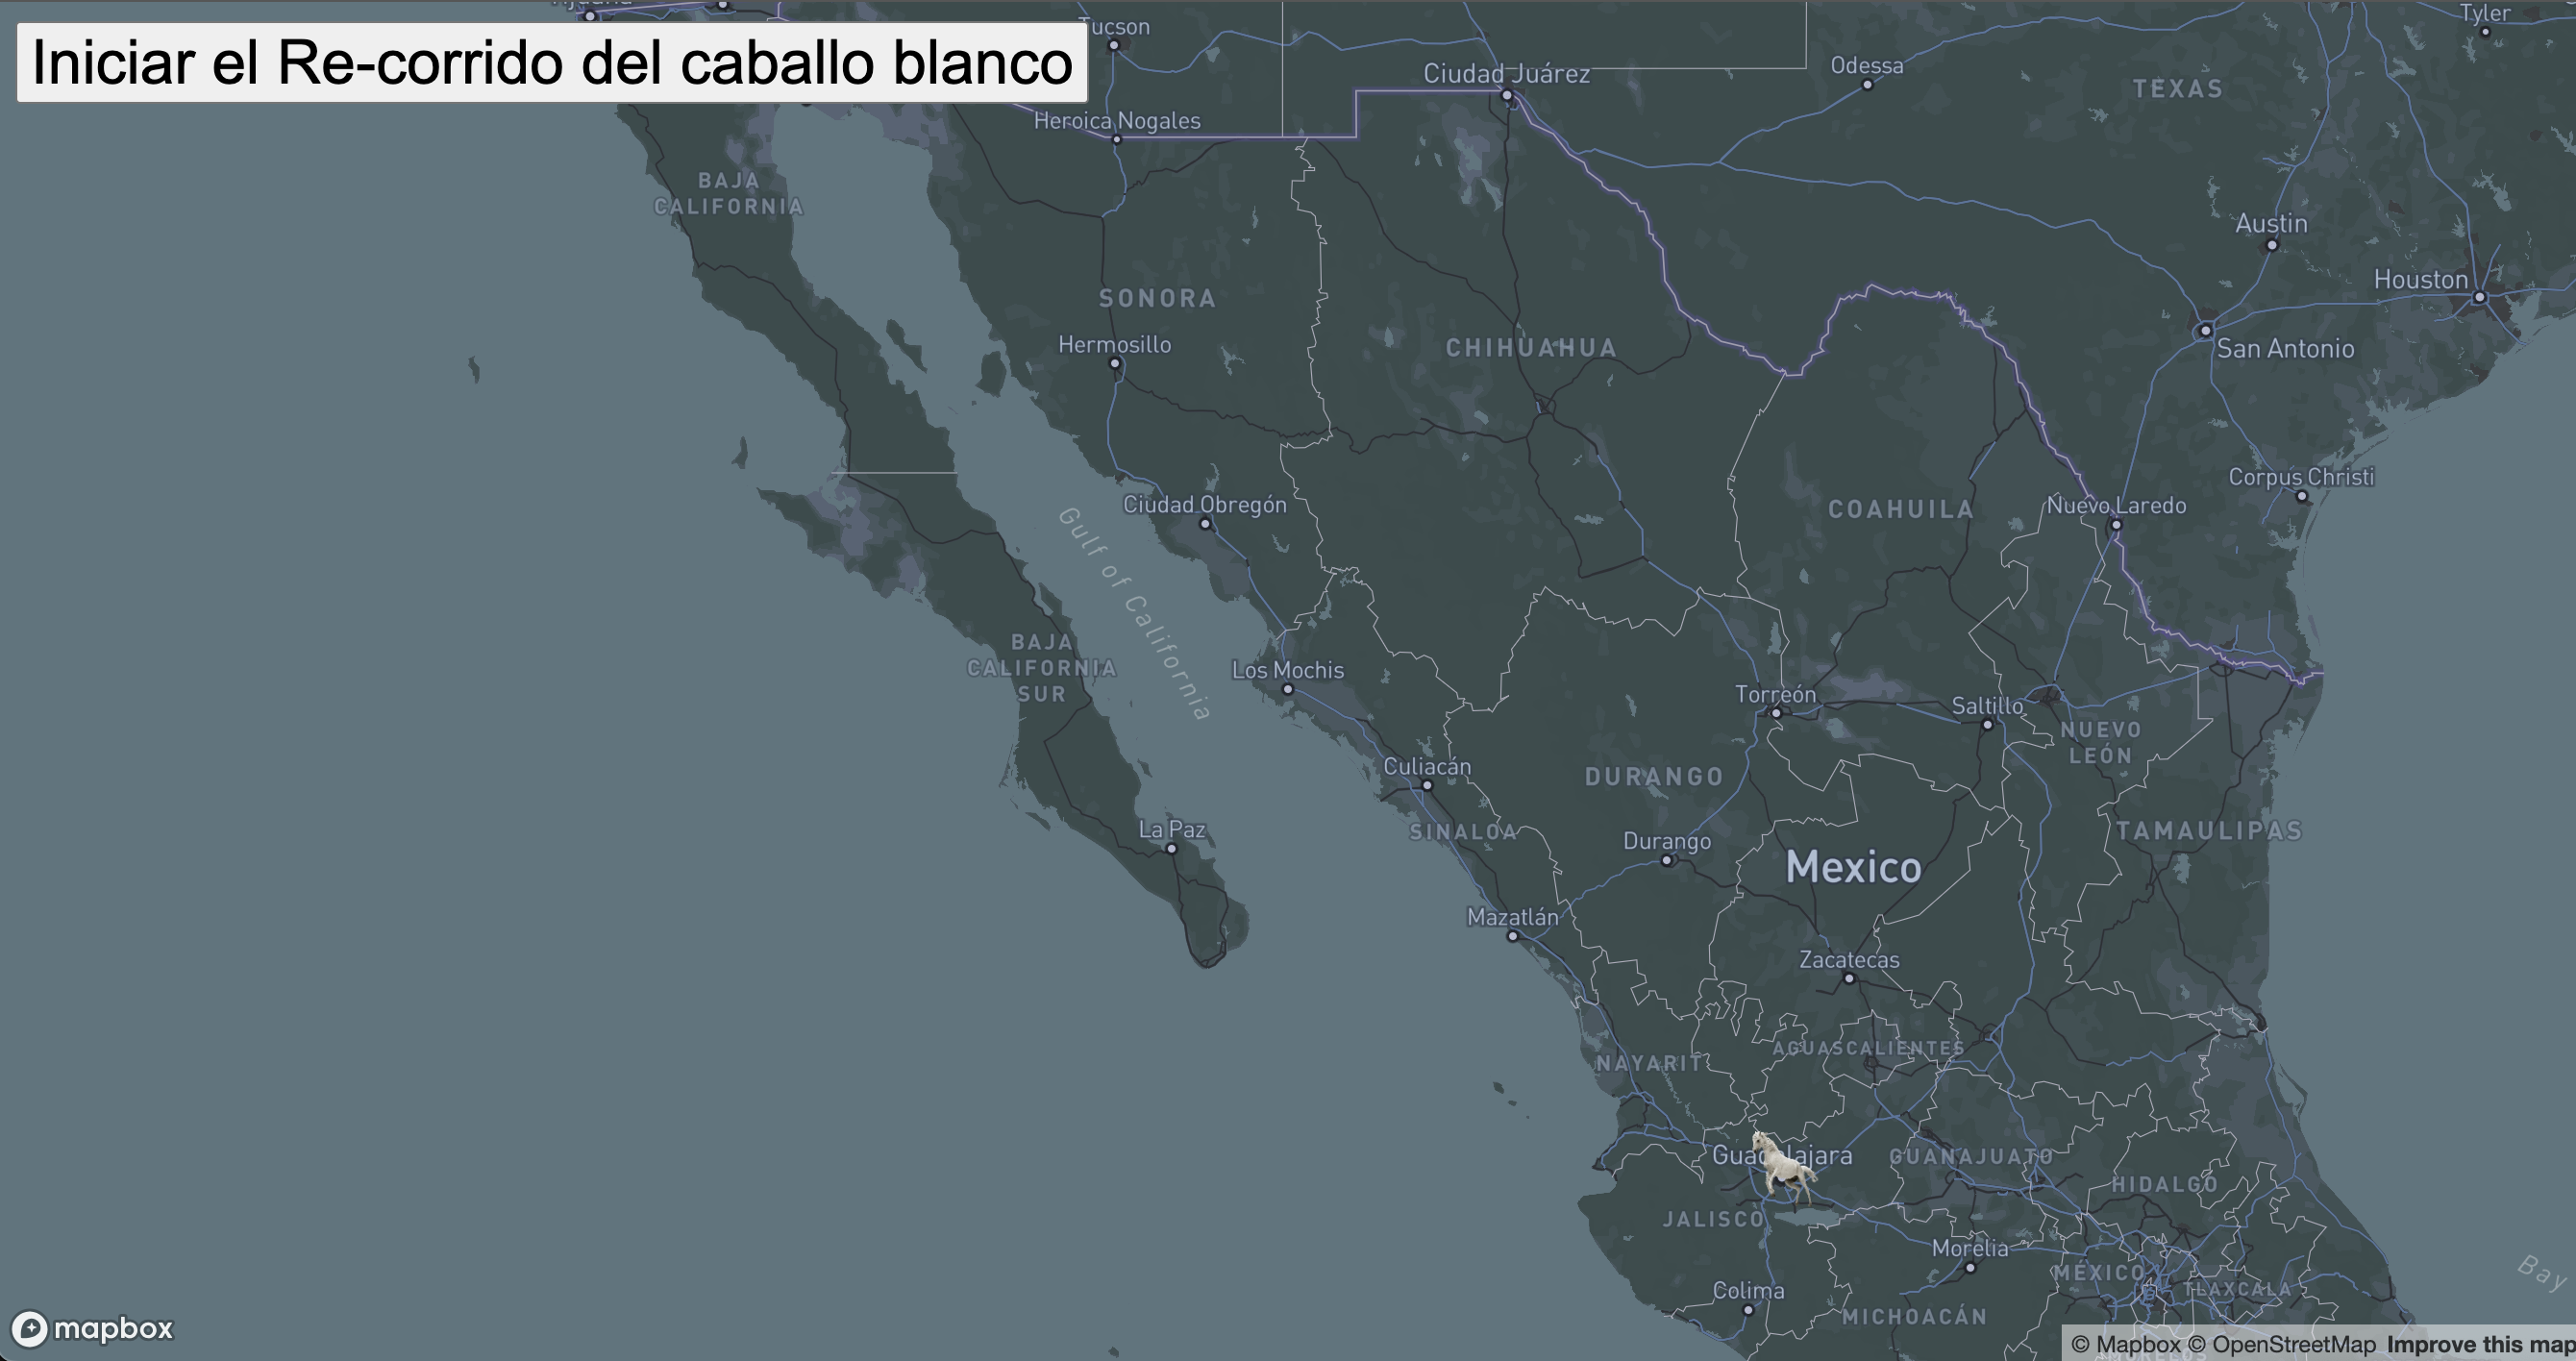 Tucson
Tyler
Iniciar el Re-corrido del caballo blanco
Ciudad Juárez
Odessa
TEXAS
Heroica Nogales
BAJA
CALIFORNIA
Austin
Houston
SONORA
Hermosillo
CHIHUAHUA
San Antonio
Ciudad Obregón
COAHUILA
Nuevo Laredo
Corpus Christi
Gulf of California
BAJA
CALIFORNIA
SUR
Los Mochis
Torreón
Saltillo
NUEVO
LEÓN
Culiacán
DURANGO
SINALOA
La Paz
Durango
Mexico
TAMAULIPAS
Mazatlán
Zacatecas
NAYARIT
AGUASCALIENTES
Guadalajara
GUANAJUATO
HIDALGO
JALISCO
Morelia
MÉXICO
TLAXCALA
Bay
Colima
MICHOACÁN
mapbox
© Mapbox © OpenStreetMap Improve this map